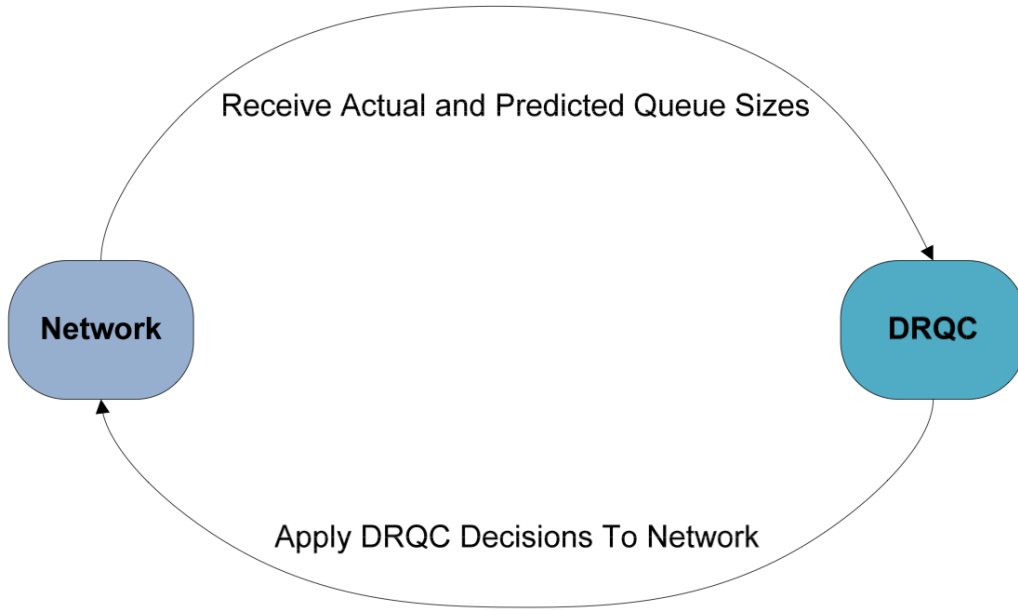 Receive Actual and Predicted Queue Sizes
Network
DRQC
Apply DRQC Decisions To Network